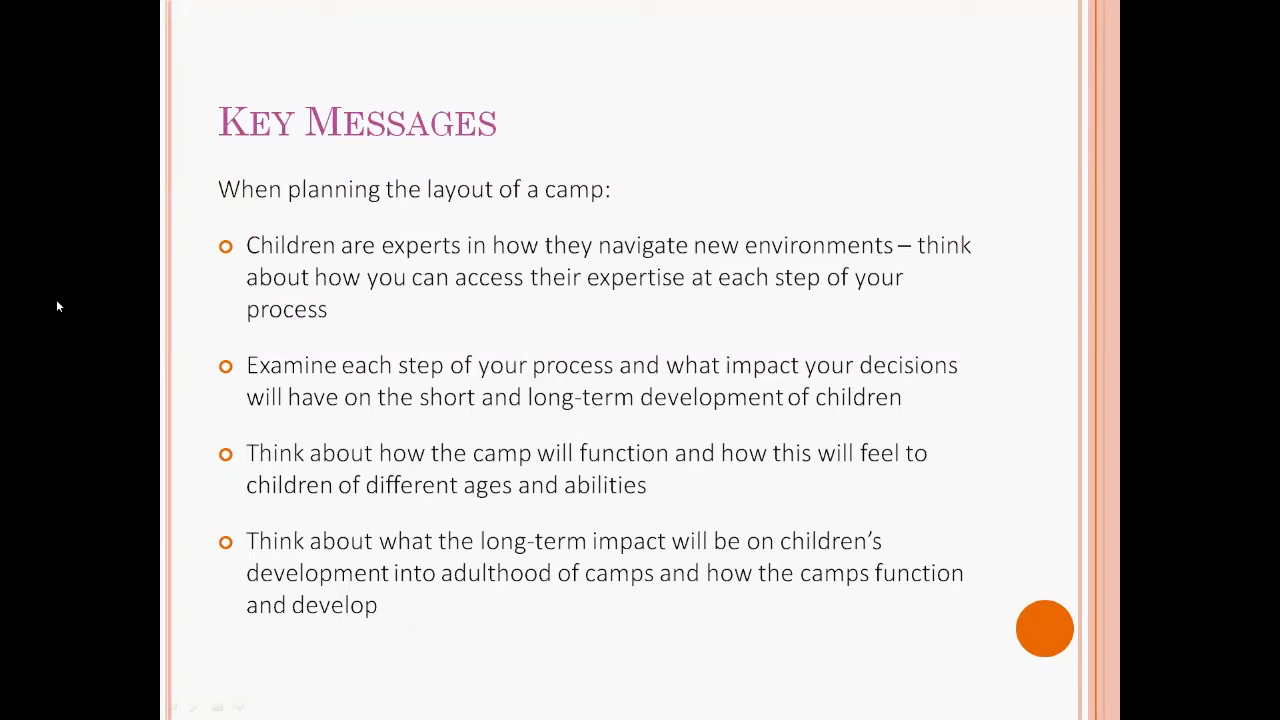 Key Messages
When planning the layout of a camp:
Children are experts in how they navigate new environments – think
about how you can access their expertise at each step of your
process
Examine each step of your process and what impact your decisions
will have on the short and long-term development of children
Think about how the camp will function and how this will feel to
children of different ages and abilities
Think about what the long-term impact will be on children’s
development into adulthood of camps and how the camps function
and develop